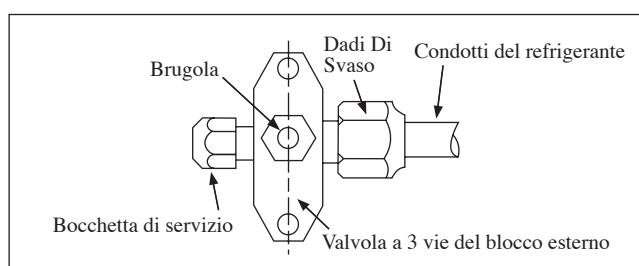 Dadi Di
Svaso
Condotti del refrigerante
Brugola
Bocchetta di servizio
Valvola a 3 vie del blocco esterno